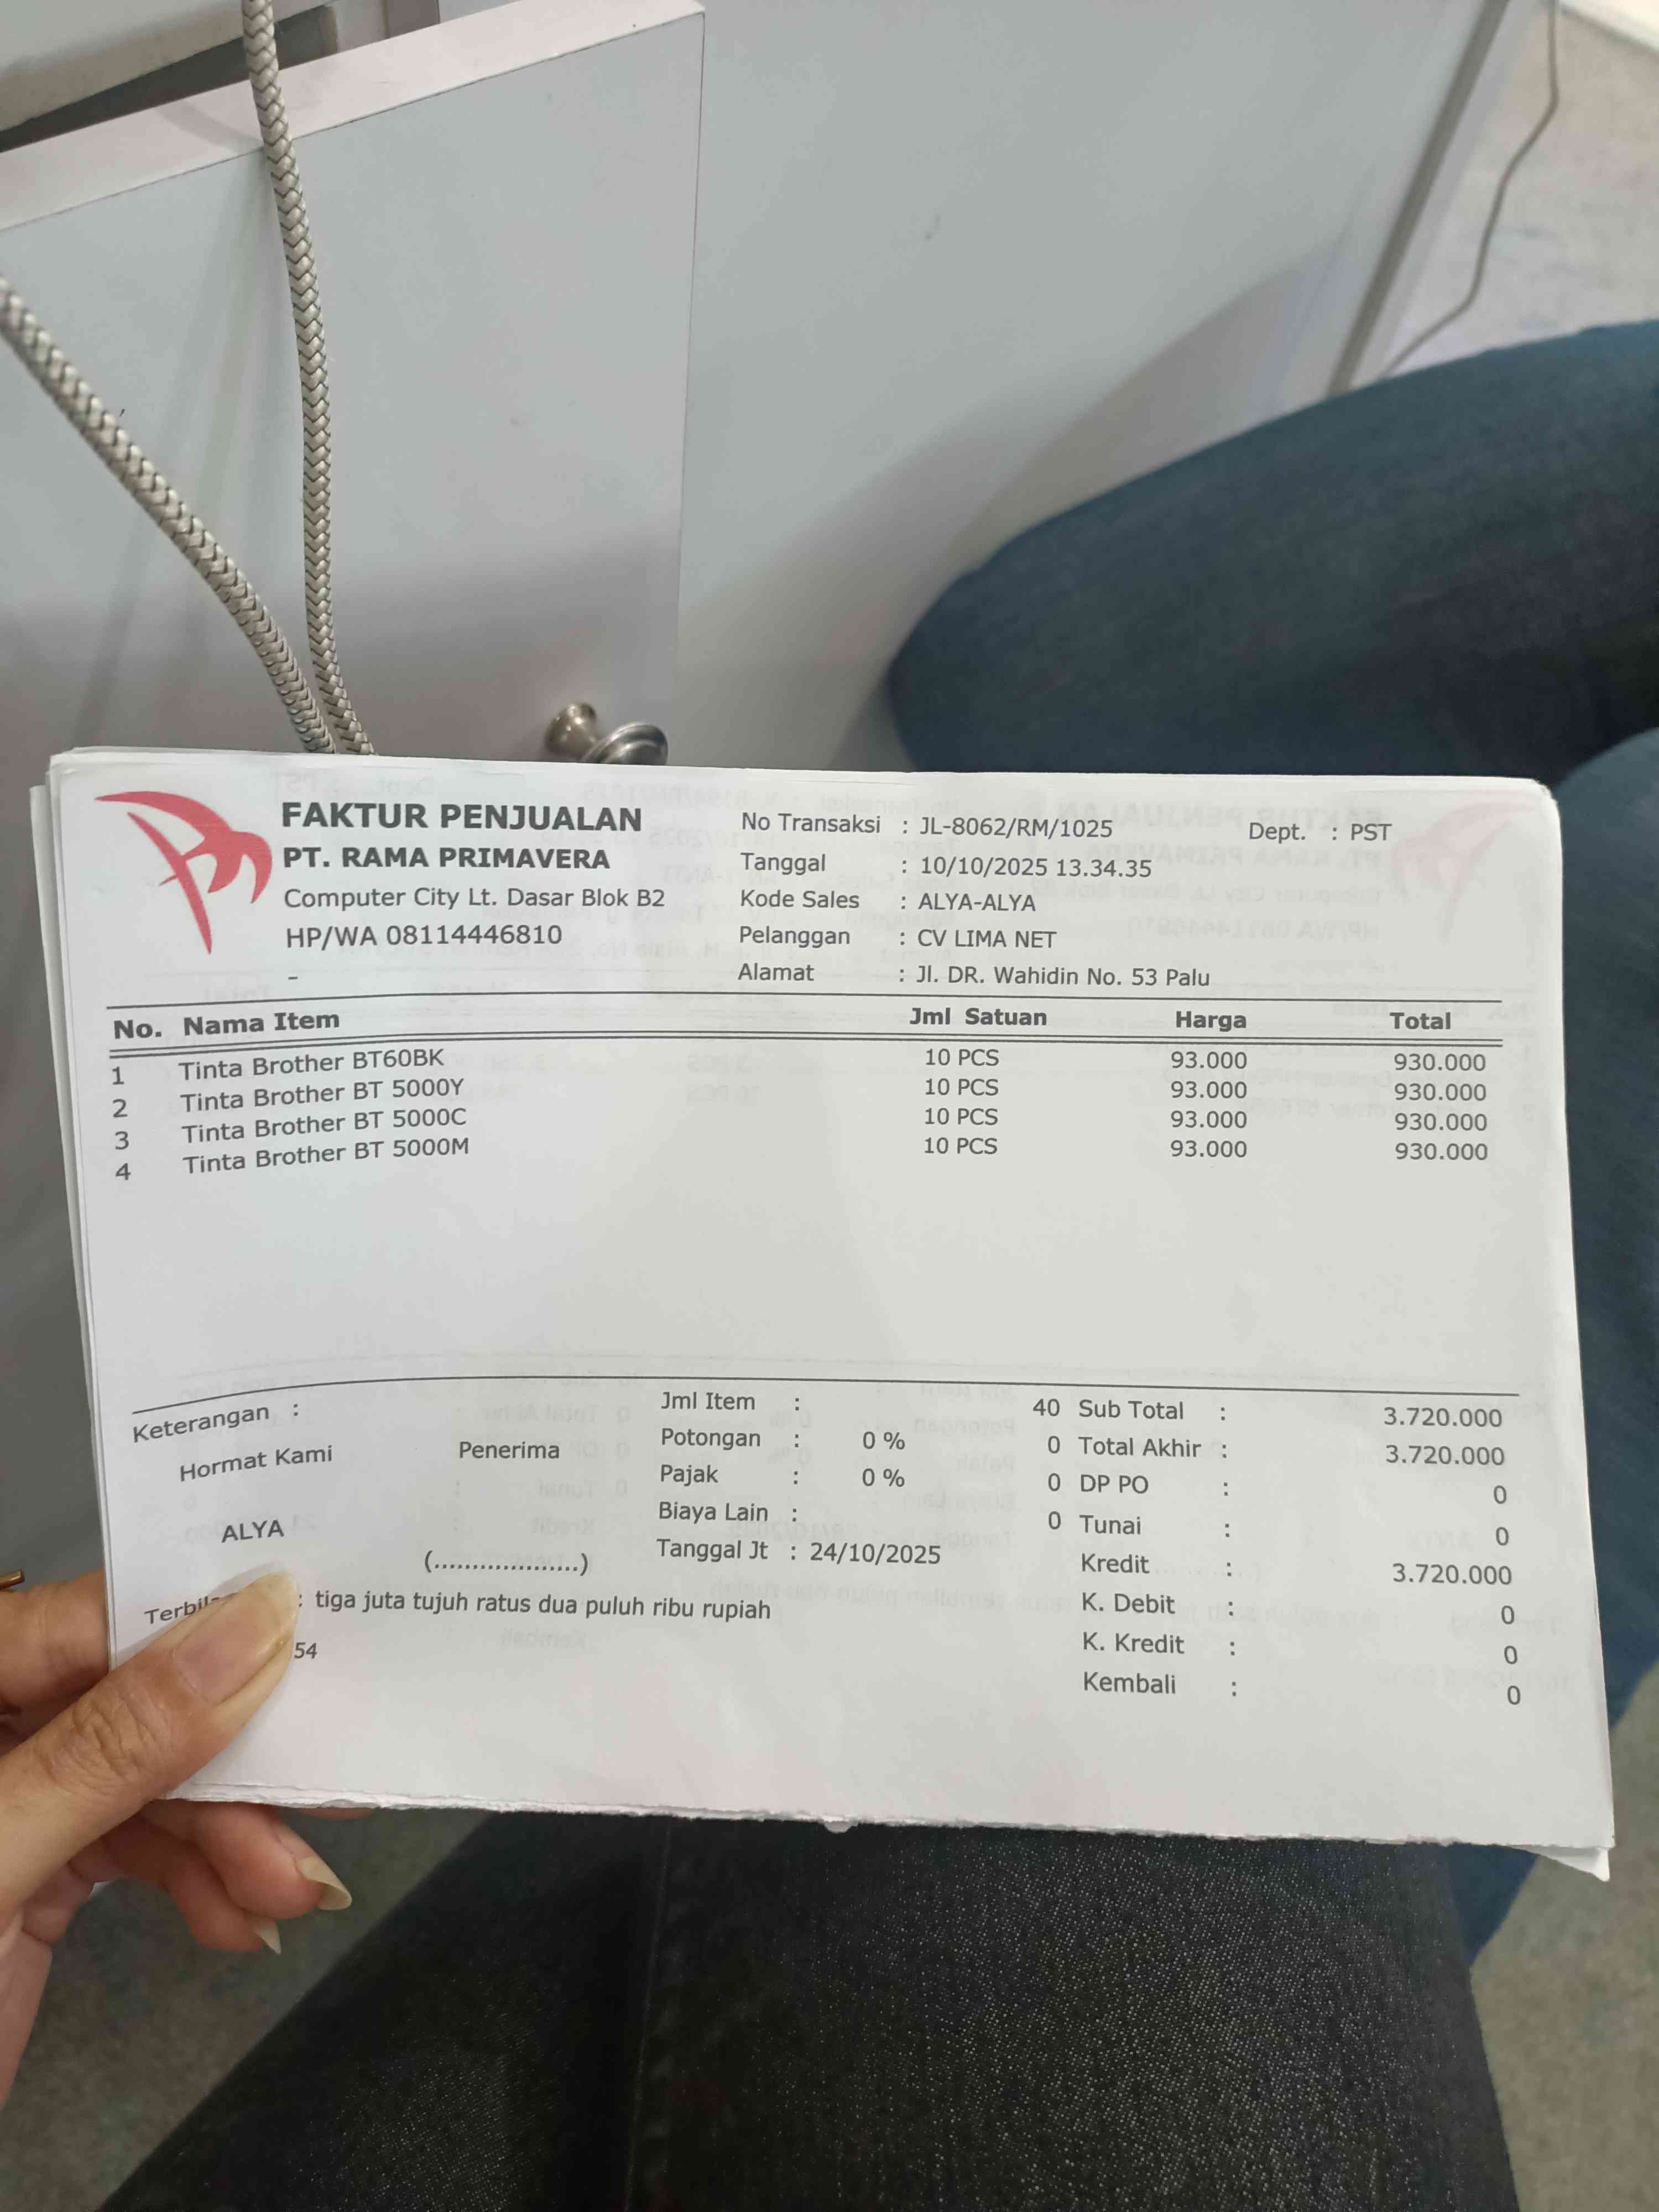 FAKTUR PENJUALAN
PT. RAMA PRIMAVERA
Computer City Lt. Dasar Blok B2
HP/WA 08114446810
-
No Transaksi : JL-8062/RM/1025 Dept. : PST
Tanggal : 10/10/2025 13.34.35
Kode Sales : ALYA-ALYA
Pelanggan : CV LIMA NET
Alamat : Jl. DR. Wahidin No. 53 Palu
No. Nama Item Jml Satuan Harga Total
1 Tinta Brother BT60BK 10 PCS 93.000 930.000
2 Tinta Brother BT 5000Y 10 PCS 93.000 930.000
3 Tinta Brother BT 5000C 10 PCS 93.000 930.000
4 Tinta Brother BT 5000M 10 PCS 93.000 930.000
Keterangan :
Hormat Kami Penerima
ALYA
(...................)
Jml Item : 40
Potongan : 0 % 0
Pajak : 0 % 0
Biaya Lain : 0
Tanggal Jt : 24/10/2025
Sub Total : 3.720.000
Total Akhir : 3.720.000
DP PO : 0
Tunai : 0
Kredit : 3.720.000
K. Debit : 0
K. Kredit : 0
Kembali : 0
: tiga juta tujuh ratus dua puluh ribu rupiah
54